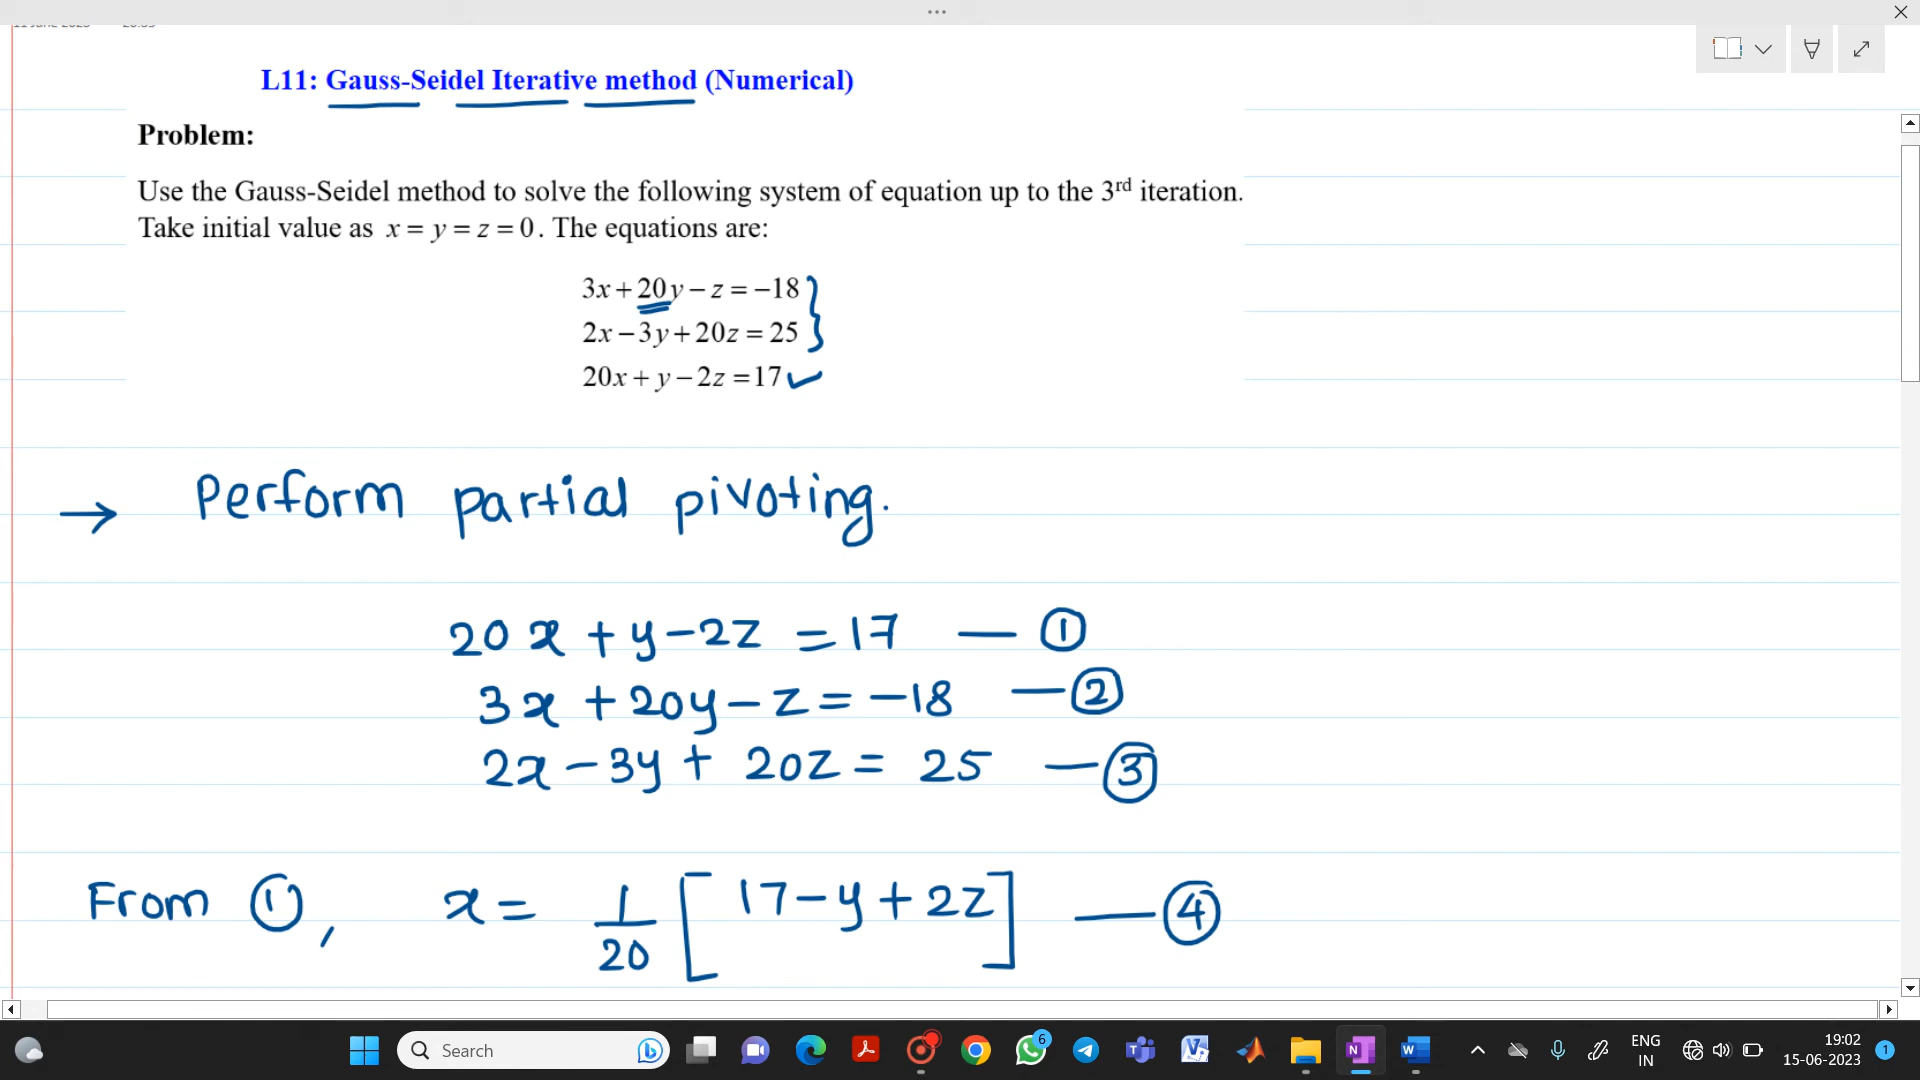 L11: Gauss-Seidel Iterative method (Numerical)
Problem:
Use the Gauss-Seidel method to solve the following system of equation up to the 3rd iteration.
Take initial value as x = y = z = 0. The equations are:
3x + 20y − z = −18
2x − 3y + 20z = 25
20x + y − 2z = 17
→ Perform partial pivoting.
20x + y − 2z = 17 — ①
3x + 20y − z = −18 — ②
2x − 3y + 20z = 25 — ③
From ①, x = 1/20 [17 − y + 2z] — ④
Search
6
ENG
IN
19:02
15-06-2023
1